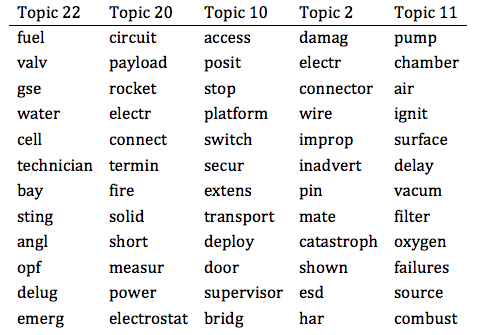 Topic 22 Topic 20 Topic 10 Topic 2 Topic 11
fuel circuit access damag pump
valv payload posit electr chamber
gse rocket stop connector air
water electr platform wire ignit
cell connect switch improp surface
technician termin secur inadvert delay
bay fire extens pin vacum
sting solid transport mate filter
angl short deploy catastroph oxygen
opf measur door shown failures
delug power supervisor esd source
emerg electrostat bridg har combust